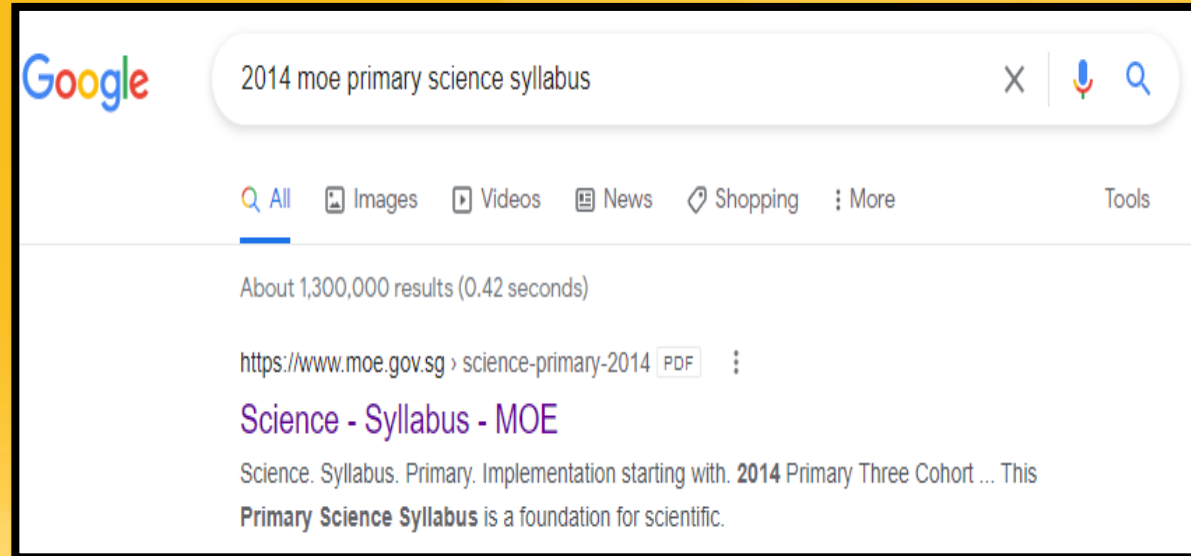 Google
2014 moe primary science syllabus
All Images Videos News Shopping More Tools
About 1,300,000 results (0.42 seconds)
https://www.moe.gov.sg › science-primary-2014 PDF
Science - Syllabus - MOE
Science. Syllabus. Primary. Implementation starting with. 2014 Primary Three Cohort ... This
Primary Science Syllabus is a foundation for scientific.